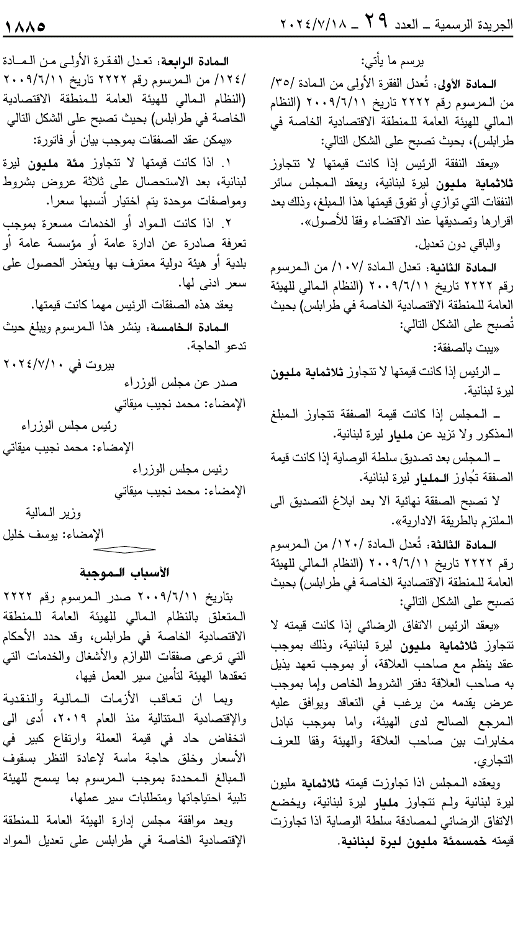 الجريدة الرسمية ـ العدد ٢٩ ـ ٢٠٢٤/٧/١٨
١٨٨٥
يرسم ما يأتي:
المادة الأولى: تُعدل الفقرة الأولى من المادة /٣٥/
من المرسوم رقم ٢٢٢٢ تاريخ ٢٠٠٩/٦/١١ (النظام
المالي للهيئة العامة للمنطقة الاقتصادية الخاصة في
طرابلس)، بحيث تصبح على الشكل التالي:
«يعقد النفقة الرئيس إذا كانت قيمتها لا تتجاوز
ثلاثماية مليون ليرة لبنانية، ويعقد المجلس سائر
النفقات التي توازي أو تفوق قيمتها هذا المبلغ، وذلك بعد
اقرارها وتصديقها عند الاقتضاء وفقا للأصول».
والباقي دون تعديل.
المادة الثانية: تعدل المادة /١٠٧/ من المرسوم
رقم ٢٢٢٢ تاريخ ٢٠٠٩/٦/١١ (النظام المالي للهيئة
العامة للمنطقة الاقتصادية الخاصة في طرابلس) بحيث
تُصبح على الشكل التالي:
«يبت بالصفقة:
ـ الرئيس إذا كانت قيمتها لا تتجاوز ثلاثماية مليون
ليرة لبنانية.
ـ المجلس إذا كانت قيمة الصفقة تتجاوز المبلغ
المذكور ولا تزيد عن مليار ليرة لبنانية.
ـ المجلس بعد تصديق سلطة الوصاية إذا كانت قيمة
الصفقة تجاوز المليار ليرة لبنانية.
لا تصبح الصفقة نهائية الا بعد ابلاغ التصديق الى
الملتزم بالطريقة الادارية».
المادة الثالثة: تُعدل المادة /١٢٠/ من المرسوم
رقم ٢٢٢٢ تاريخ ٢٠٠٩/٦/١١ (النظام المالي للهيئة
العامة للمنطقة الاقتصادية الخاصة في طرابلس) بحيث
تصبح على الشكل التالي:
«يعقد الرئيس الاتفاق الرضائي إذا كانت قيمته لا
تتجاوز ثلاثماية مليون ليرة لبنانية، وذلك بموجب
عقد ينظم مع صاحب العلاقة، أو بموجب تعهد يذيل
به صاحب العلاقة دفتر الشروط الخاص وإما بموجب
عرض يقدمه من يرغب في التعاقد ويوافق عليه
المرجع الصالح لدى الهيئة، واما بموجب تبادل
مخابرات بين صاحب العلاقة والهيئة وفقا للعرف
التجاري.
ويعقده المجلس اذا تجاوزت قيمته ثلاثماية مليون
ليرة لبنانية ولم تتجاوز مليار ليرة لبنانية، ويخضع
الاتفاق الرضائي لمصادقة سلطة الوصاية اذا تجاوزت
قيمته خمسمئة مليون ليرة لبنانية.
المادة الرابعة: تعدل الفقرة الأولى من المادة
/١٢٤/ من المرسوم رقم ٢٢٢٢ تاريخ ٢٠٠٩/٦/١١
(النظام المالي للهيئة العامة للمنطقة الاقتصادية
الخاصة في طرابلس) بحيث تصبح على الشكل التالي
«يمكن عقد الصفقات بموجب بيان أو فاتورة:
١. اذا كانت قيمتها لا تتجاوز مئة مليون ليرة
لبنانية، بعد الاستحصال على ثلاثة عروض بشروط
ومواصفات موحدة يتم اختيار أنسبها سعرا.
٢. اذا كانت المواد أو الخدمات مسعرة بموجب
تعرفة صادرة عن ادارة عامة أو مؤسسة عامة أو
بلدية أو هيئة دولية معترف بها ويتعذر الحصول على
سعر ادنى لها.
يعقد هذه الصفقات الرئيس مهما كانت قيمتها.
المادة الخامسة: ينشر هذا المرسوم ويبلغ حيث
تدعو الحاجة.
بيروت في ٢٠٢٤/٧/١٠
صدر عن مجلس الوزراء
الإمضاء: محمد نجيب ميقاتي
رئيس مجلس الوزراء
الإمضاء: محمد نجيب ميقاتي
رئيس مجلس الوزراء
الإمضاء: محمد نجيب ميقاتي
وزير المالية
الإمضاء: يوسف خليل
الأسباب الموجبة
بتاريخ ٢٠٠٩/٦/١١ صدر المرسوم رقم ٢٢٢٢
المتعلق بالنظام المالي للهيئة العامة للمنطقة
الاقتصادية الخاصة في طرابلس، وقد حدد الأحكام
التي ترعى صفقات اللوازم والأشغال والخدمات التي
تعقدها الهيئة لتأمين سير العمل فيها،
وبما ان تعاقب الأزمات المالية والنقدية
والإقتصادية المتتالية منذ العام ٢٠١٩، أدى الى
انخفاض حاد في قيمة العملة وارتفاع كبير في
الأسعار وخلق حاجة ماسة لإعادة النظر بسقوف
المبالغ المحددة بموجب المرسوم بما يسمح للهيئة
تلبية احتياجاتها ومتطلبات سير عملها،
وبعد موافقة مجلس إدارة الهيئة العامة للمنطقة
الإقتصادية الخاصة في طرابلس على تعديل المواد